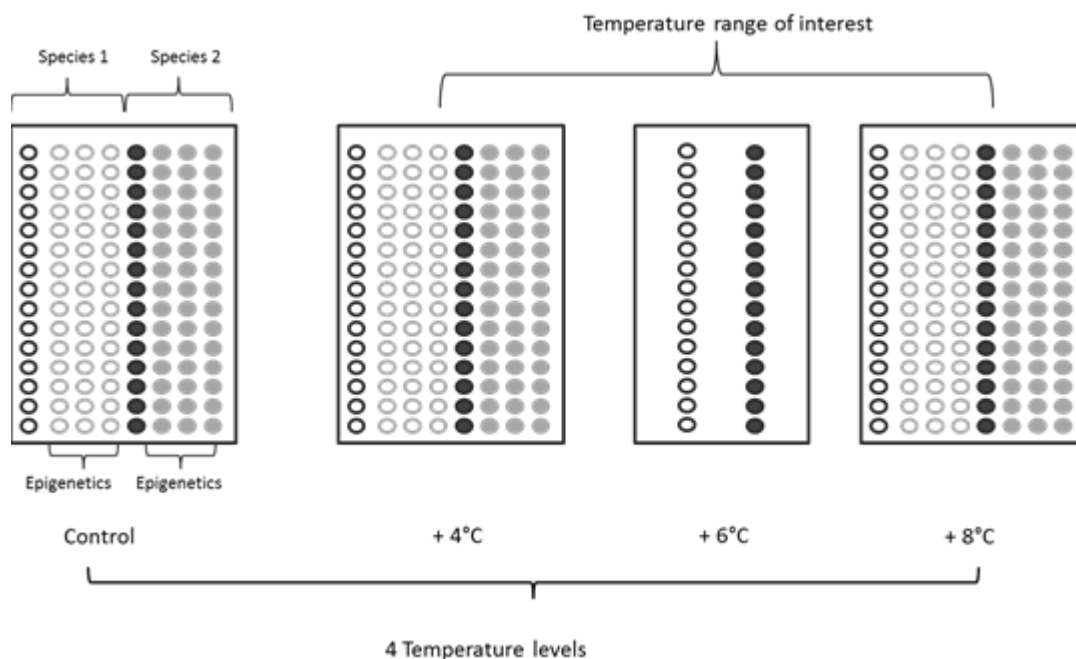 Temperature range of interest
Species 1
Species 2
Epigenetics
Epigenetics
Control
+ 4°C
+ 6°C
+ 8°C
4 Temperature levels